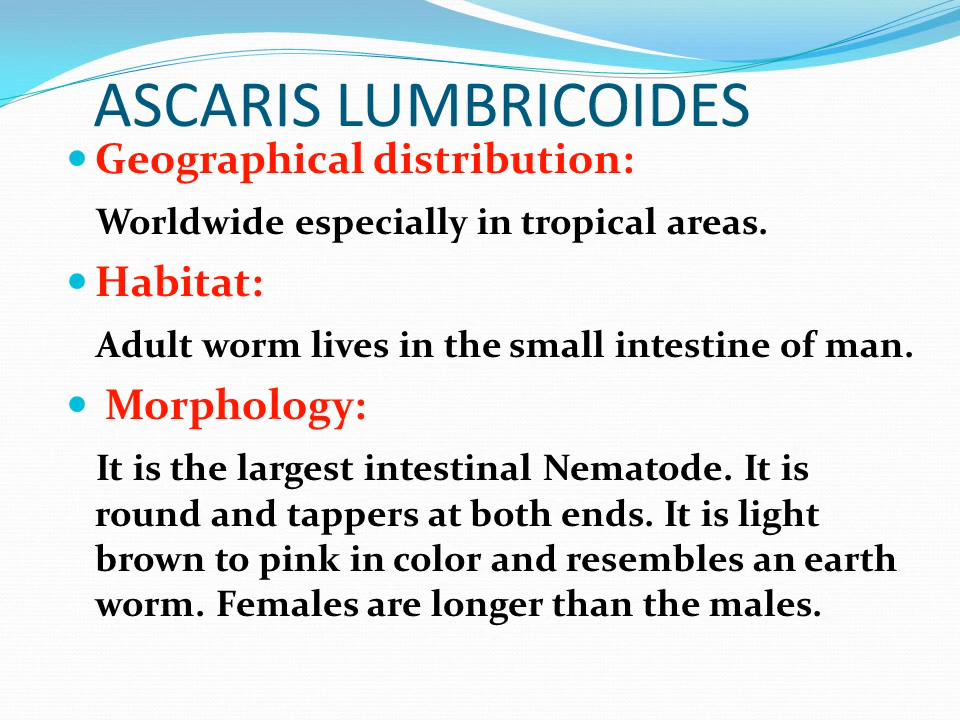 ASCARIS LUMBRICOIDES
• Geographical distribution:
Worldwide especially in tropical areas.
• Habitat:
Adult worm lives in the small intestine of man.
• Morphology:
It is the largest intestinal Nematode. It is
round and tappers at both ends. It is light
brown to pink in color and resembles an earth
worm. Females are longer than the males.